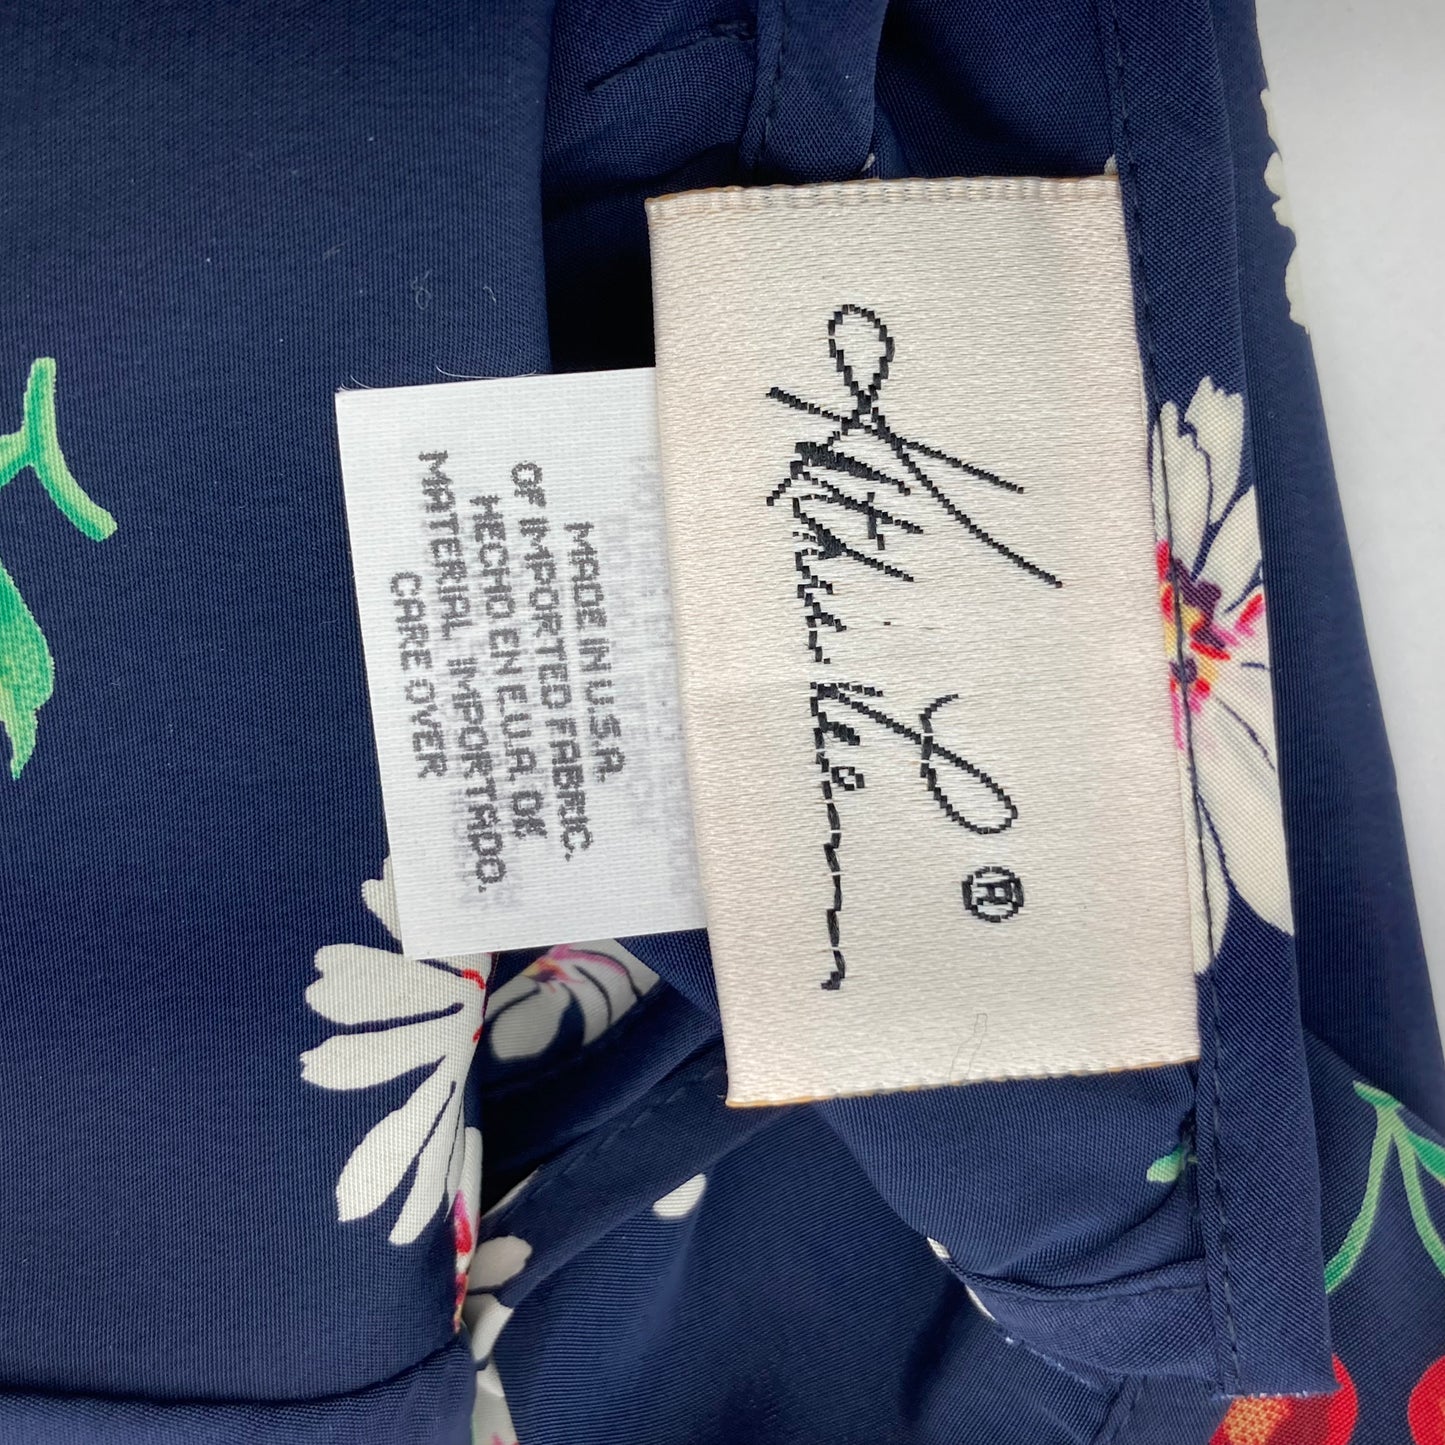 MADE IN U.S.A.
OF IMPORTED FABRIC.
HECHO EN E.U.A. DE
MATERIAL IMPORTADO.
CARE OVER
®